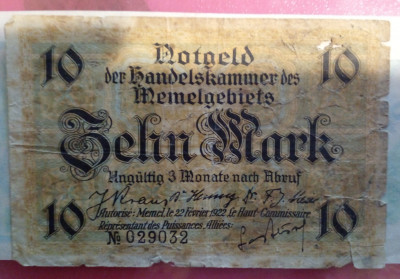 10 Notgeld 10
der Handelskammer des
Memelgebiets
Zehn Mark
Ungültig 3 Monate nach Abruf
Autorisé: Memel, le 22 Février 1922. Le Haut-Commissaire
Représentant des Puissances Alliées:
10 № 029032 10